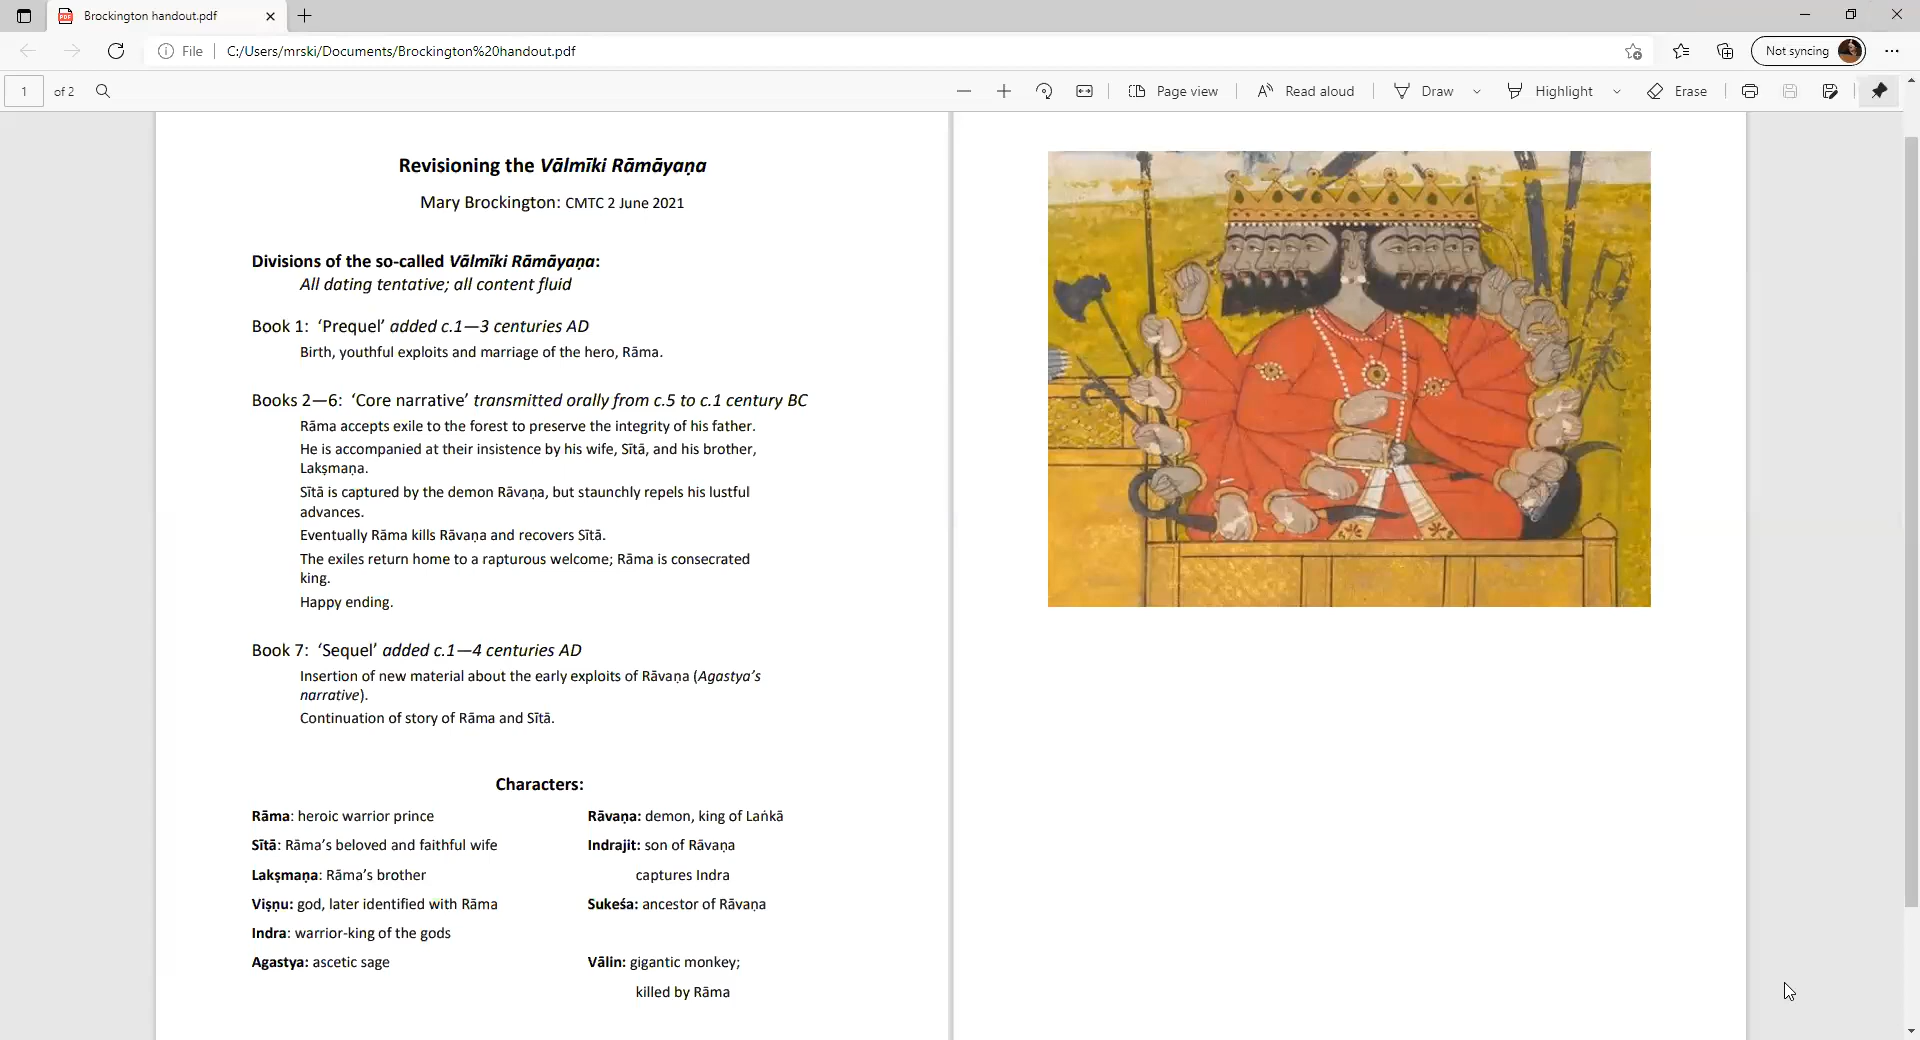 Brockington handout.pdf
File
C:/Users/mrski/Documents/Brockington%20handout.pdf
Not syncing
1 of 2
Page view
Read aloud
Draw
Highlight
Erase
Revisioning the Vālmīki Rāmāyaṇa
Mary Brockington: CMTC 2 June 2021
Divisions of the so-called Vālmīki Rāmāyaṇa:
All dating tentative; all content fluid
Book 1: ‘Prequel’ added c.1—3 centuries AD
Birth, youthful exploits and marriage of the hero, Rāma.
Books 2—6: ‘Core narrative’ transmitted orally from c.5 to c.1 century BC
Rāma accepts exile to the forest to preserve the integrity of his father.
He is accompanied at their insistence by his wife, Sītā, and his brother,
Lakṣmaṇa.
Sītā is captured by the demon Rāvaṇa, but staunchly repels his lustful
advances.
Eventually Rāma kills Rāvaṇa and recovers Sītā.
The exiles return home to a rapturous welcome; Rāma is consecrated
king.
Happy ending.
Book 7: ‘Sequel’ added c.1—4 centuries AD
Insertion of new material about the early exploits of Rāvaṇa (Agastya’s
narrative).
Continuation of story of Rāma and Sītā.
Characters:
Rāma: heroic warrior prince
Sītā: Rāma’s beloved and faithful wife
Lakṣmaṇa: Rāma’s brother
Viṣṇu: god, later identified with Rāma
Indra: warrior-king of the gods
Agastya: ascetic sage
Rāvaṇa: demon, king of Laṅkā
Indrajit: son of Rāvaṇa
captures Indra
Sukeśa: ancestor of Rāvaṇa
Vālin: gigantic monkey;
killed by Rāma